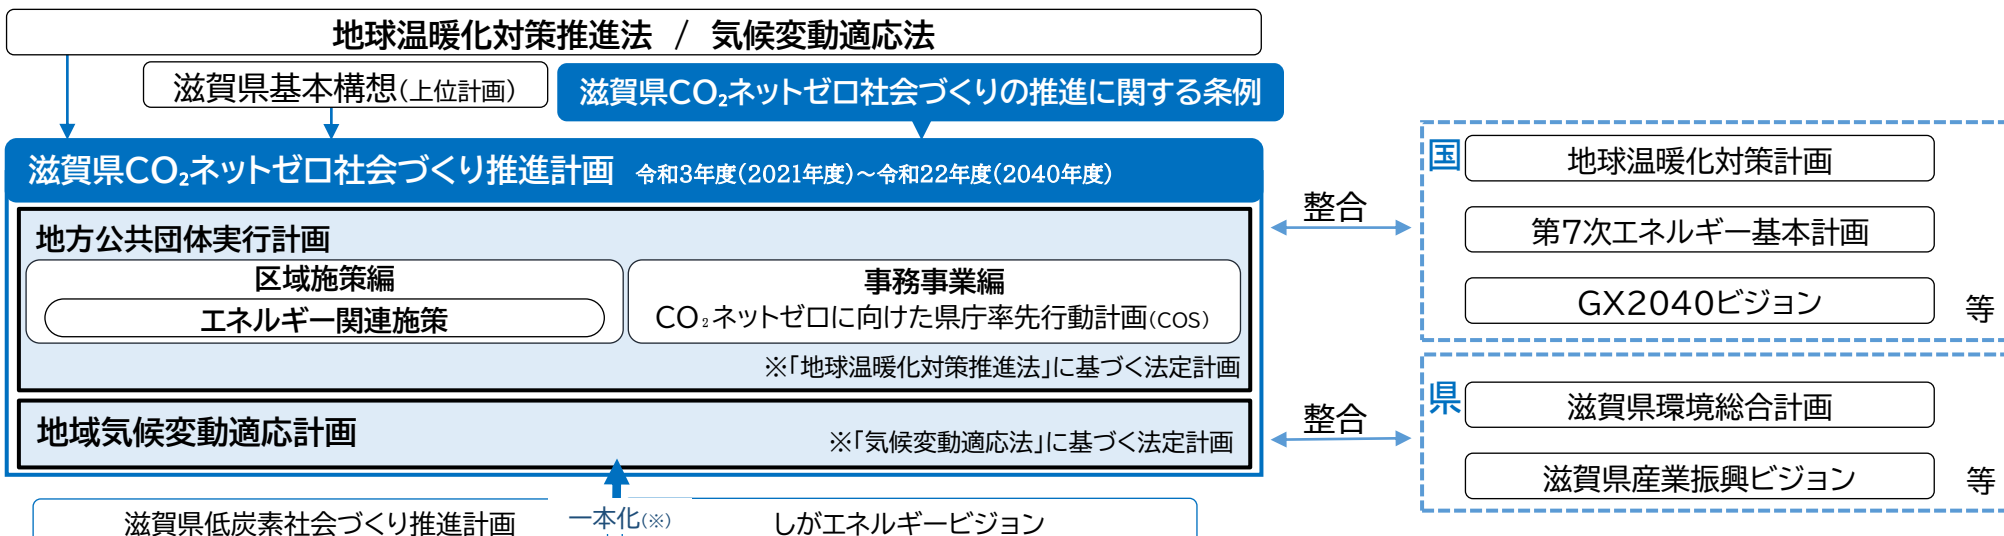 地球温暖化対策推進法 / 気候変動適応法
滋賀県基本構想(上位計画)
滋賀県CO₂ネットゼロ社会づくりの推進に関する条例
滋賀県CO₂ネットゼロ社会づくり推進計画 令和3年度(2021年度)～令和22年度(2040年度)
地方公共団体実行計画
区域施策編
エネルギー関連施策
事務事業編
CO₂ネットゼロに向けた県庁率先行動計画(COS)
※「地球温暖化対策推進法」に基づく法定計画
地域気候変動適応計画
※「気候変動適応法」に基づく法定計画
滋賀県低炭素社会づくり推進計画
一本化(※)
しがエネルギービジョン
整合
国
地球温暖化対策計画
第7次エネルギー基本計画
GX2040ビジョン
等
整合
県
滋賀県環境総合計画
滋賀県産業振興ビジョン
等